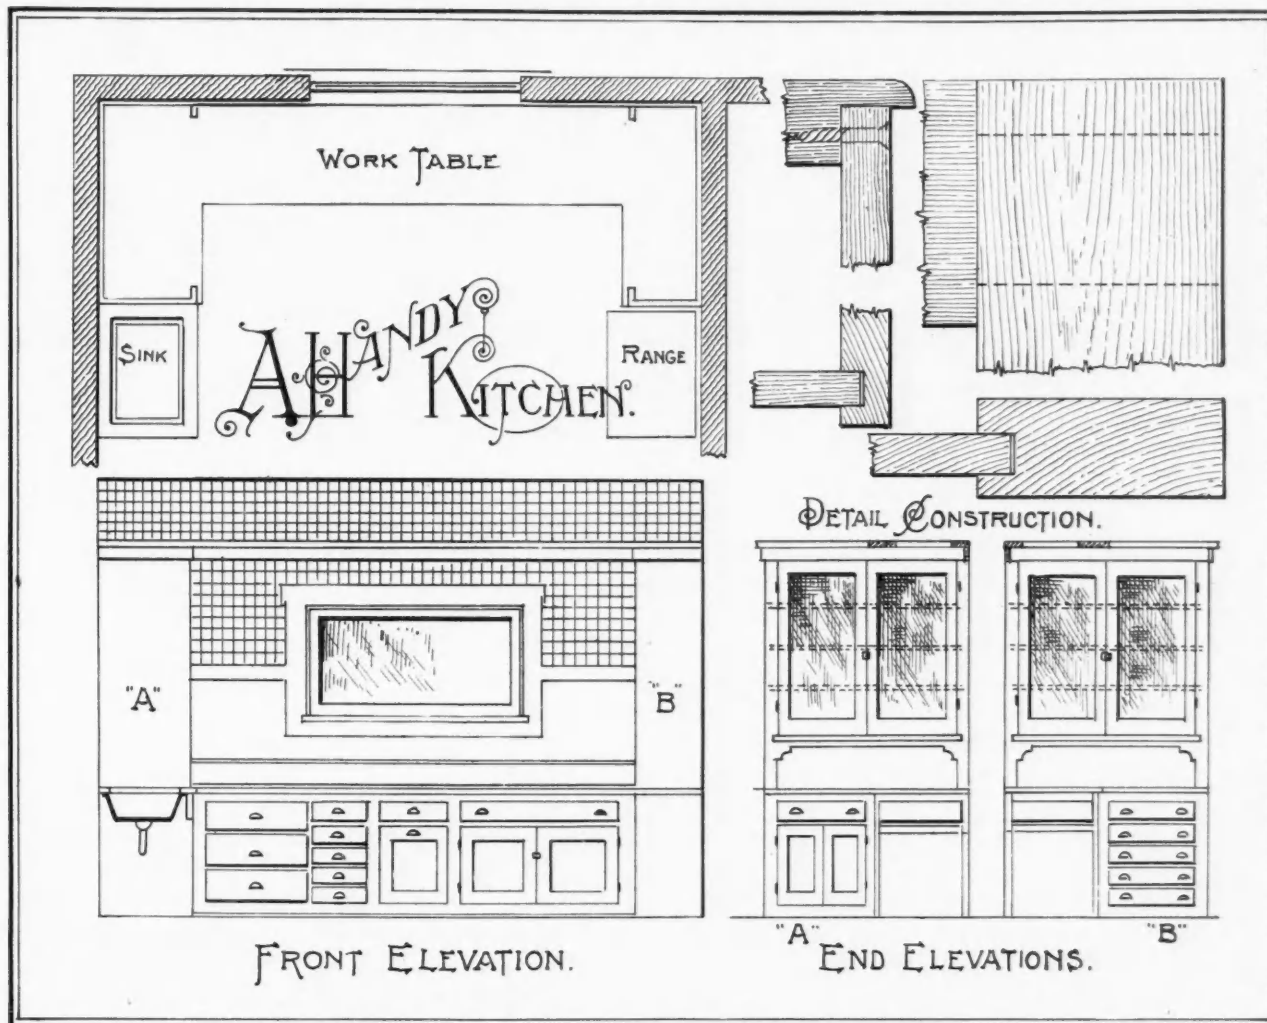 WORK TABLE
SINK
A HANDY
KITCHEN.
RANGE
DETAIL CONSTRUCTION.
"A"
"B"
FRONT ELEVATION.
"A"
"B"
END ELEVATIONS.